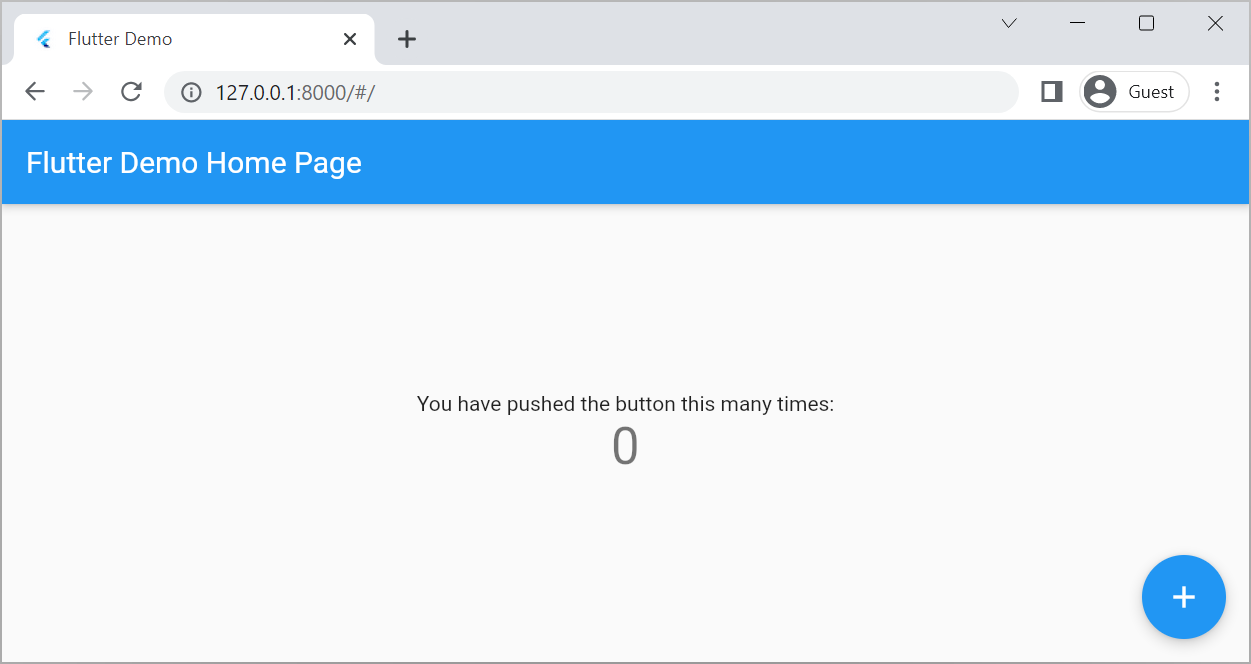 Flutter Demo
127.0.0.1:8000/#/
Guest
Flutter Demo Home Page
You have pushed the button this many times:
0